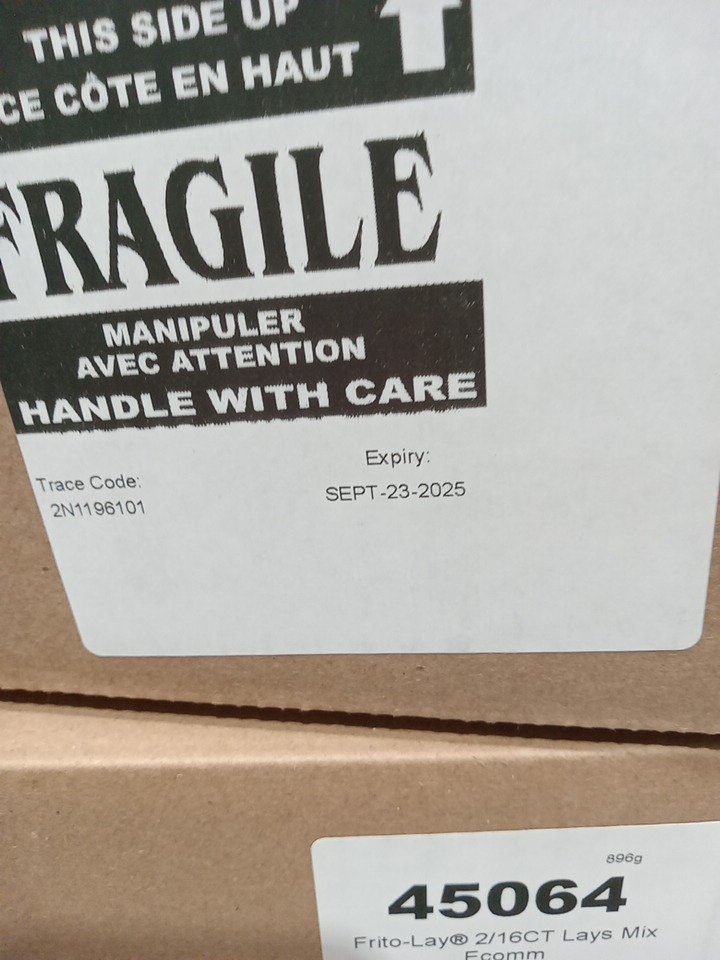 THIS SIDE UP
CE CÔTE EN HAUT
FRAGILE
MANIPULER
AVEC ATTENTION
HANDLE WITH CARE
Trace Code:
2N1196101
Expiry:
SEPT-23-2025
896g
45064
Frito-Lay® 2/16CT Lays Mix
Ecomm